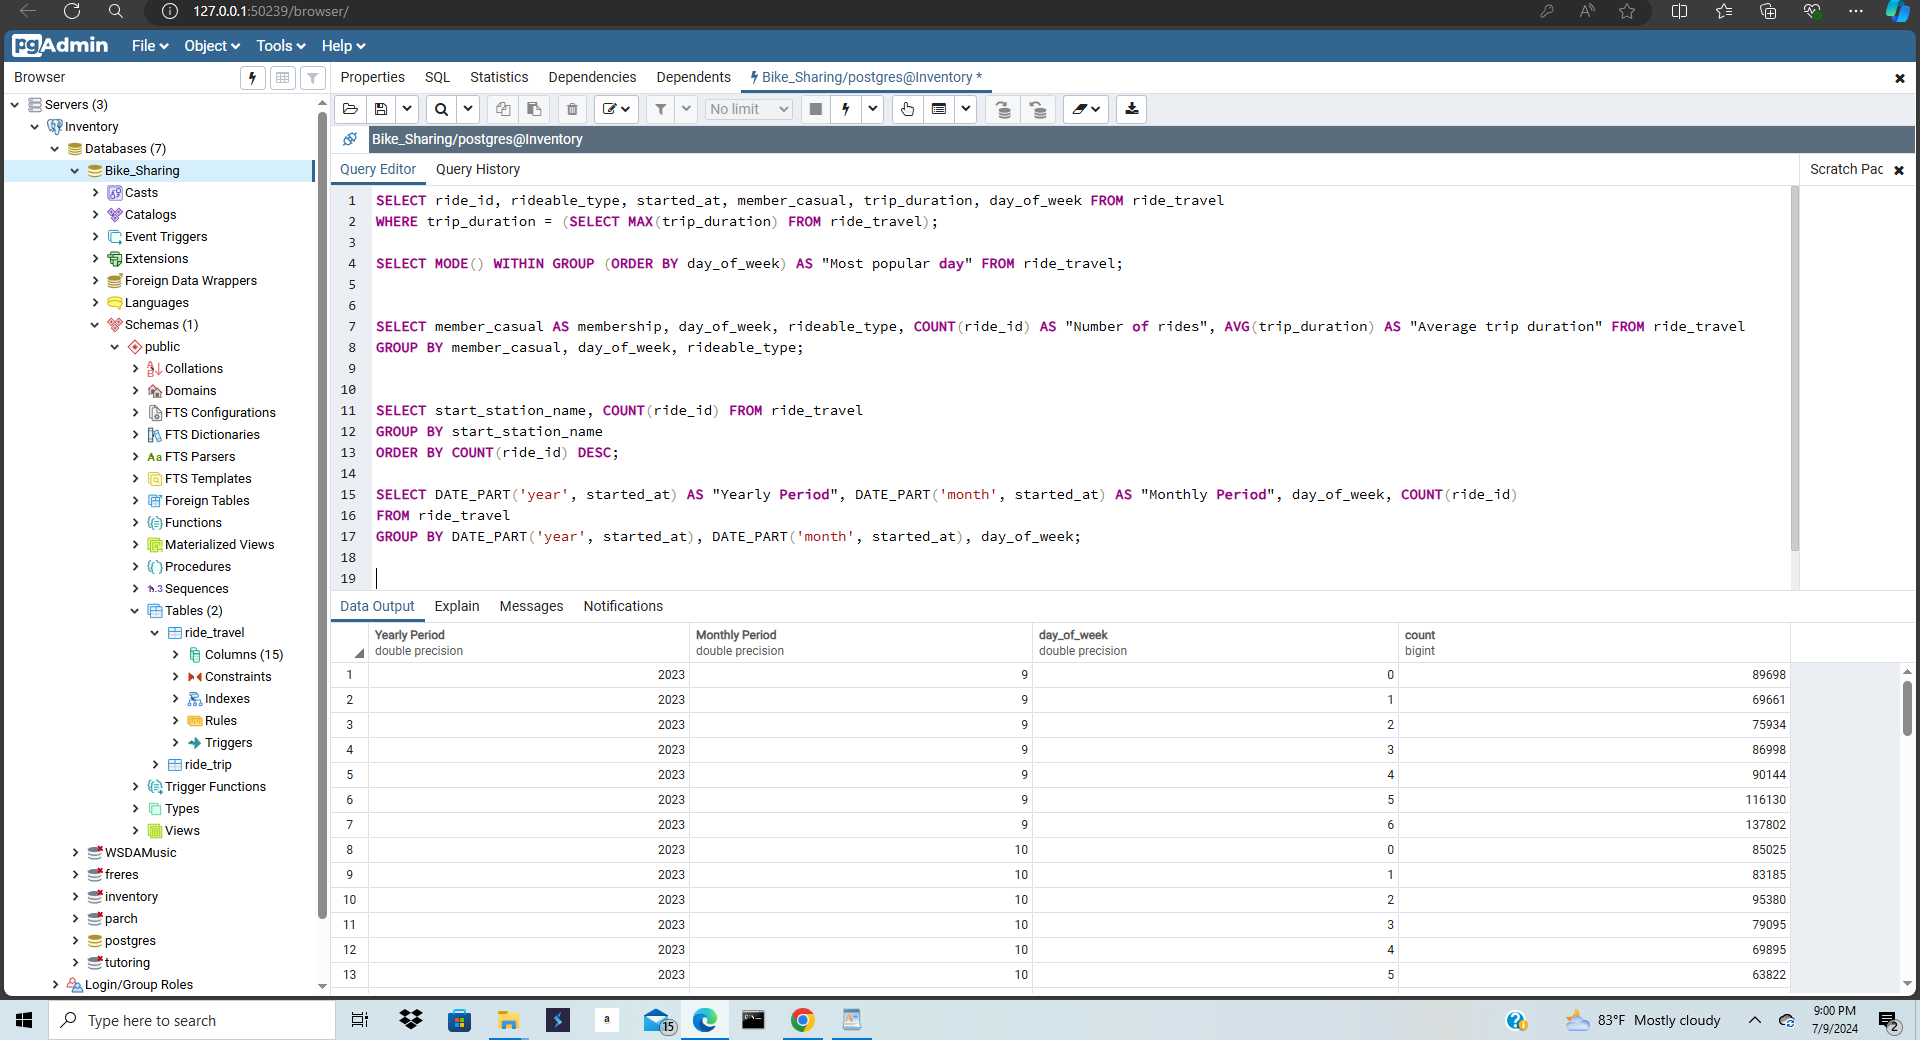 127.0.0.1:50239/browser/
pgAdmin File Object Tools Help
Browser
Properties SQL Statistics Dependencies Dependents Bike_Sharing/postgres@Inventory *
No limit
Bike_Sharing/postgres@Inventory
Query Editor Query History
Scratch Pac
Servers (3)
Inventory
Databases (7)
Bike_Sharing
Casts
Catalogs
Event Triggers
Extensions
Foreign Data Wrappers
Languages
Schemas (1)
public
Collations
Domains
FTS Configurations
FTS Dictionaries
Aa FTS Parsers
FTS Templates
Foreign Tables
Functions
Materialized Views
Procedures
1..3 Sequences
Tables (2)
ride_travel
Columns (15)
Constraints
Indexes
Rules
Triggers
ride_trip
Trigger Functions
Types
Views
WSDAMusic
freres
inventory
parch
postgres
tutoring
Login/Group Roles
1 SELECT ride_id, rideable_type, started_at, member_casual, trip_duration, day_of_week FROM ride_travel
2 WHERE trip_duration = (SELECT MAX(trip_duration) FROM ride_travel);
3
4 SELECT MODE() WITHIN GROUP (ORDER BY day_of_week) AS "Most popular day" FROM ride_travel;
5
6
7 SELECT member_casual AS membership, day_of_week, rideable_type, COUNT(ride_id) AS "Number of rides", AVG(trip_duration) AS "Average trip duration" FROM ride_travel
8 GROUP BY member_casual, day_of_week, rideable_type;
9
10
11 SELECT start_station_name, COUNT(ride_id) FROM ride_travel
12 GROUP BY start_station_name
13 ORDER BY COUNT(ride_id) DESC;
14
15 SELECT DATE_PART('year', started_at) AS "Yearly Period", DATE_PART('month', started_at) AS "Monthly Period", day_of_week, COUNT(ride_id)
16 FROM ride_travel
17 GROUP BY DATE_PART('year', started_at), DATE_PART('month', started_at), day_of_week;
18
19
Data Output Explain Messages Notifications
Yearly Period Monthly Period day_of_week count
double precision double precision double precision bigint
1 2023 9 0 89698
2 2023 9 1 69661
3 2023 9 2 75934
4 2023 9 3 86998
5 2023 9 4 90144
6 2023 9 5 116130
7 2023 9 6 137802
8 2023 10 0 85025
9 2023 10 1 83185
10 2023 10 2 95380
11 2023 10 3 79095
12 2023 10 4 69895
13 2023 10 5 63822
Type here to search
a
15
83°F Mostly cloudy
9:00 PM
7/9/2024
2